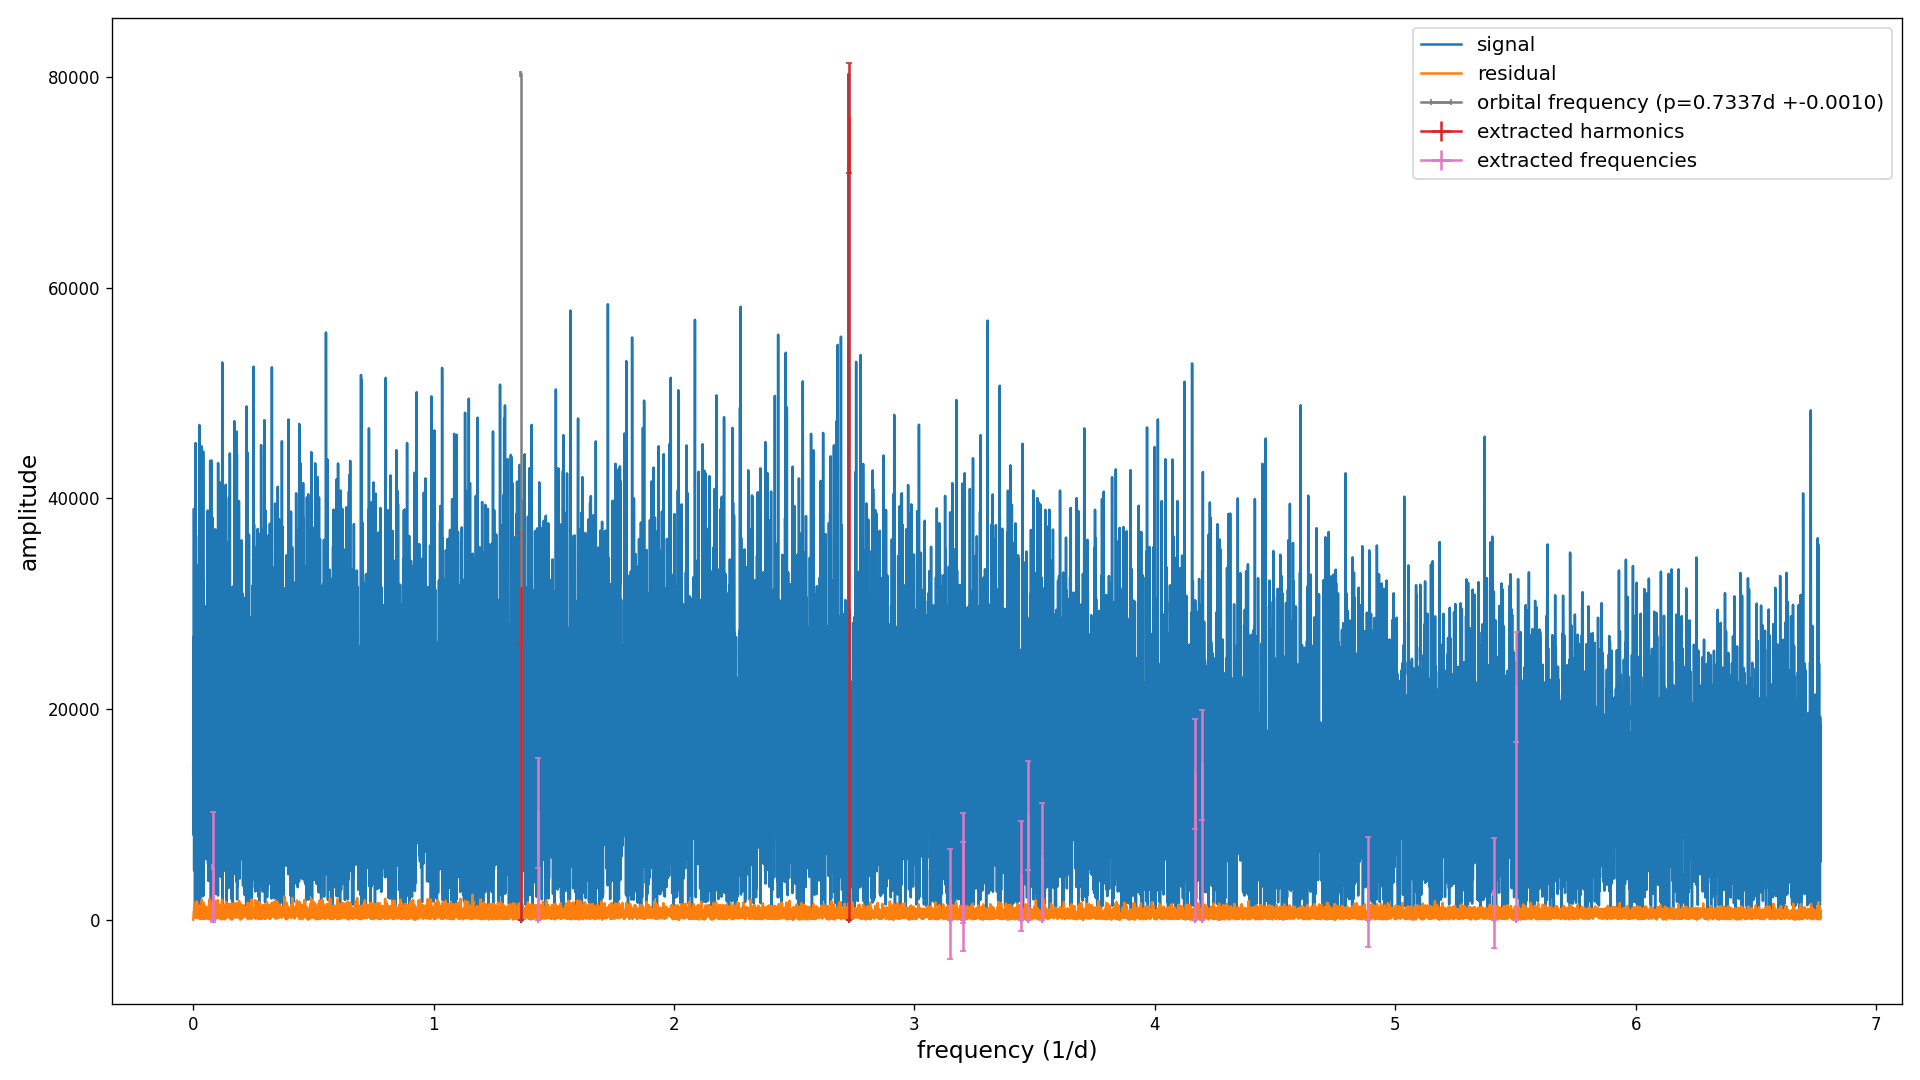 signal
residual
orbital frequency (p=0.7337d +-0.0010)
extracted harmonics
extracted frequencies
80000
60000
40000
20000
0
amplitude
0 1 2 3 4 5 6 7
frequency (1/d)